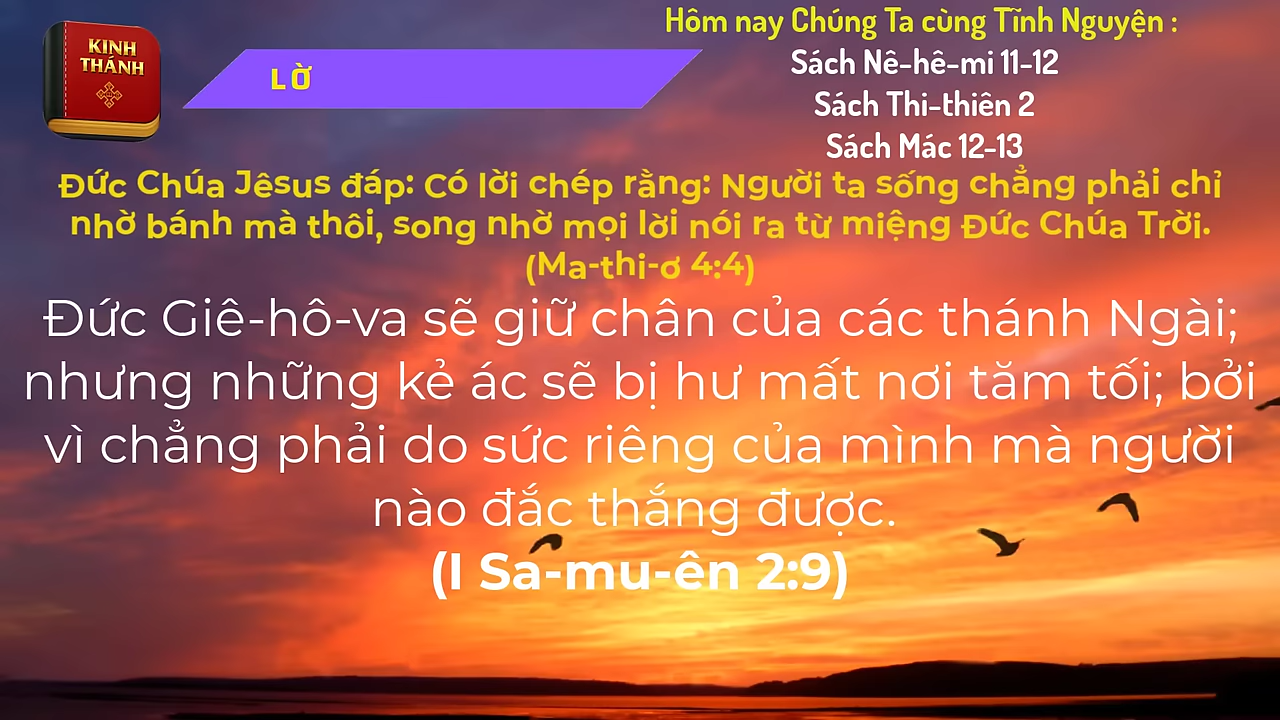 KINH
THÁNH
LỜ
Hôm nay Chúng Ta cùng Tĩnh Nguyện :
Sách Nê-hê-mi 11-12
Sách Thi-thiên 2
Sách Mác 12-13
Đức Chúa Jêsus đáp: Có lời chép rằng: Người ta sống chẳng phải chỉ
nhờ bánh mà thôi, song nhờ mọi lời nói ra từ miệng Đức Chúa Trời.
(Ma-thi-ơ 4:4)
Đức Giê-hô-va sẽ giữ chân của các thánh Ngài;
nhưng những kẻ ác sẽ bị hư mất nơi tăm tối; bởi
vì chẳng phải do sức riêng của mình mà người
nào đắc thắng được.
(I Sa-mu-ên 2:9)